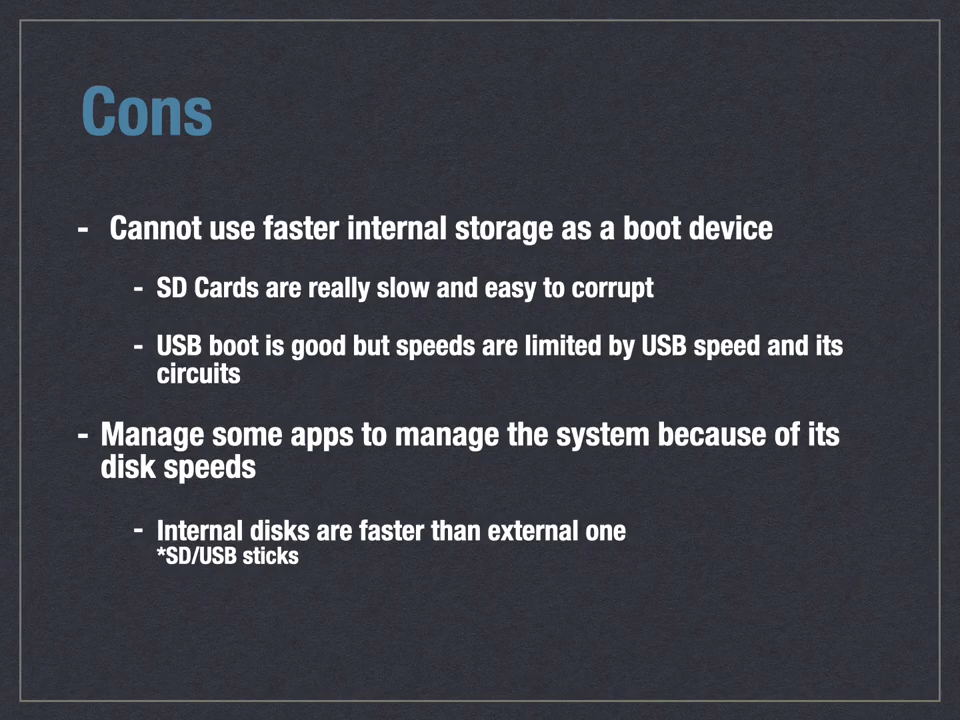 Cons
- Cannot use faster internal storage as a boot device
- SD Cards are really slow and easy to corrupt
- USB boot is good but speeds are limited by USB speed and its
circuits
- Manage some apps to manage the system because of its
disk speeds
- Internal disks are faster than external one
*SD/USB sticks